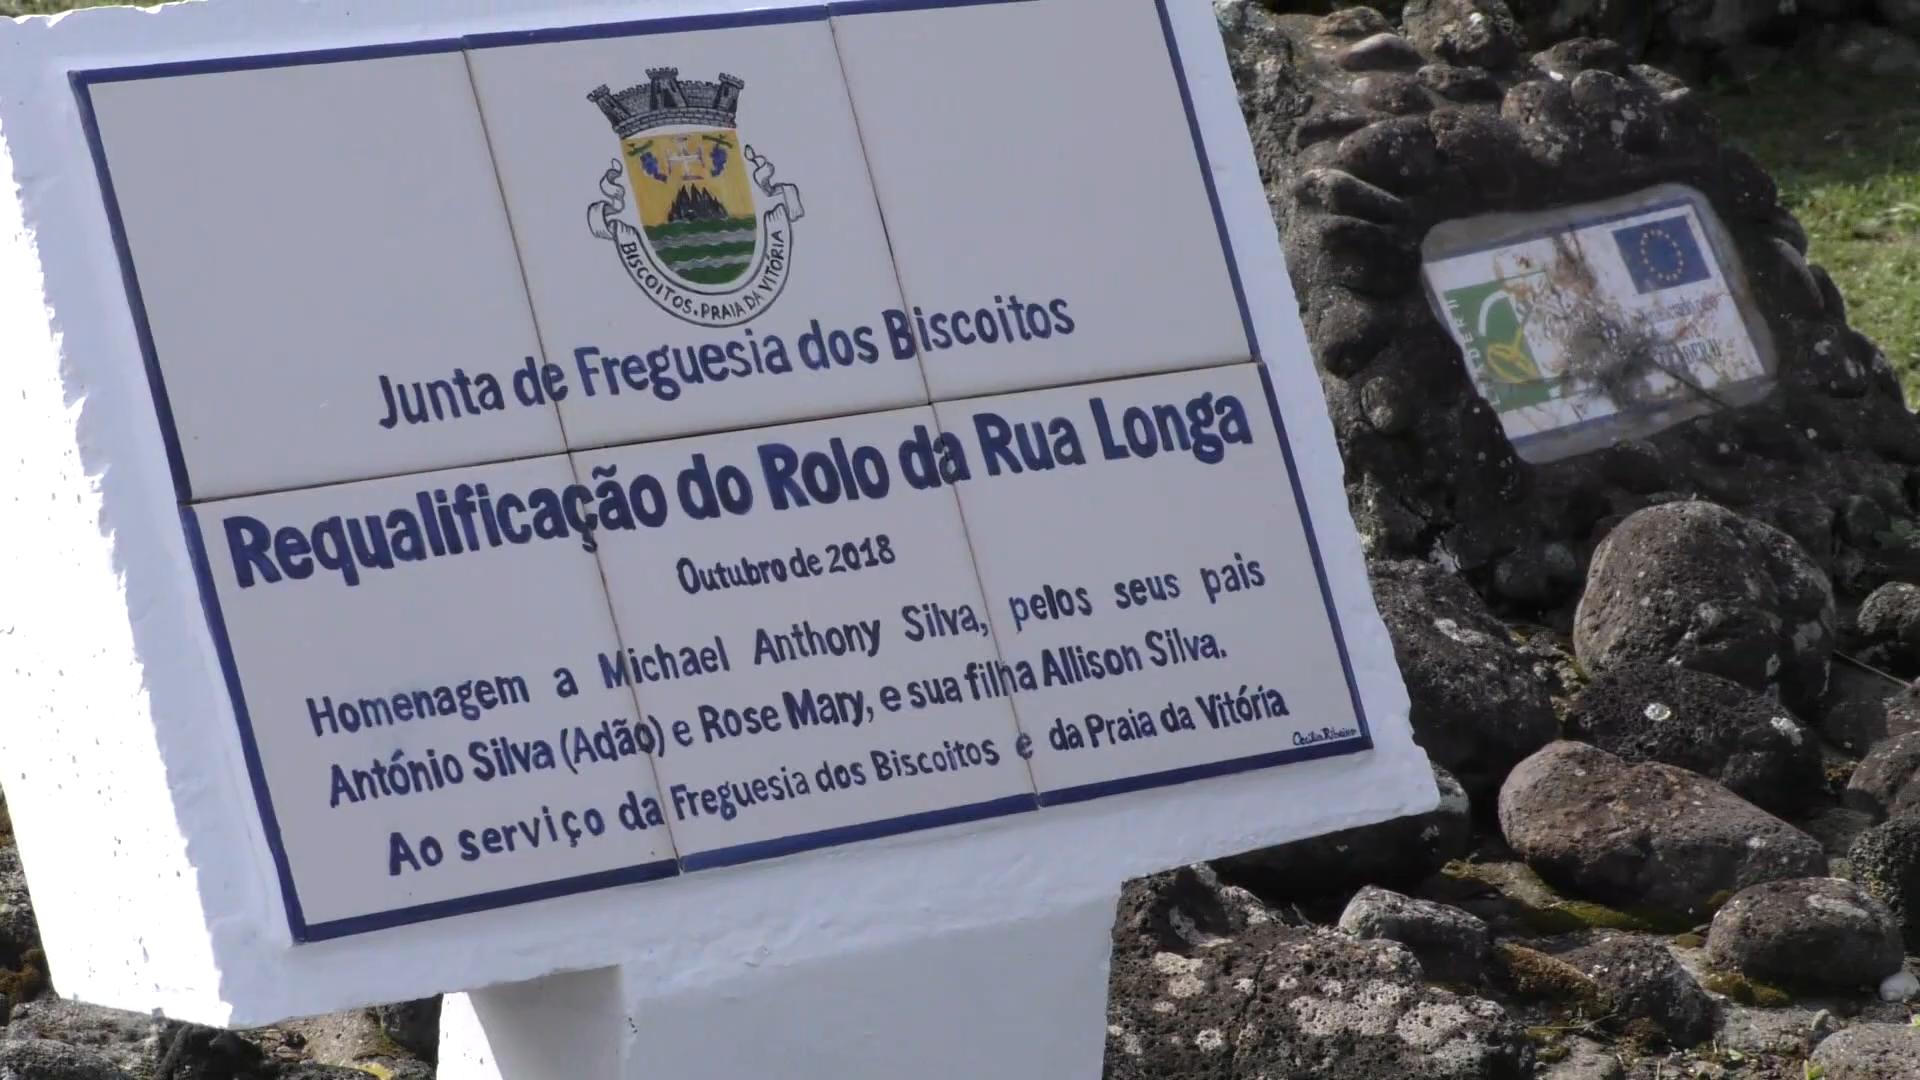 BISCOITOS. PRAIA DA VITÓRIA
Junta de Freguesia dos Biscoitos
Requalificação do Rolo da Rua Longa
Outubro de 2018
Homenagem a Michael Anthony Silva, pelos seus pais
António Silva (Adão) e Rose Mary, e sua filha Allison Silva.
Ao serviço da Freguesia dos Biscoitos e da Praia da Vitória
Cecília Ribeiro